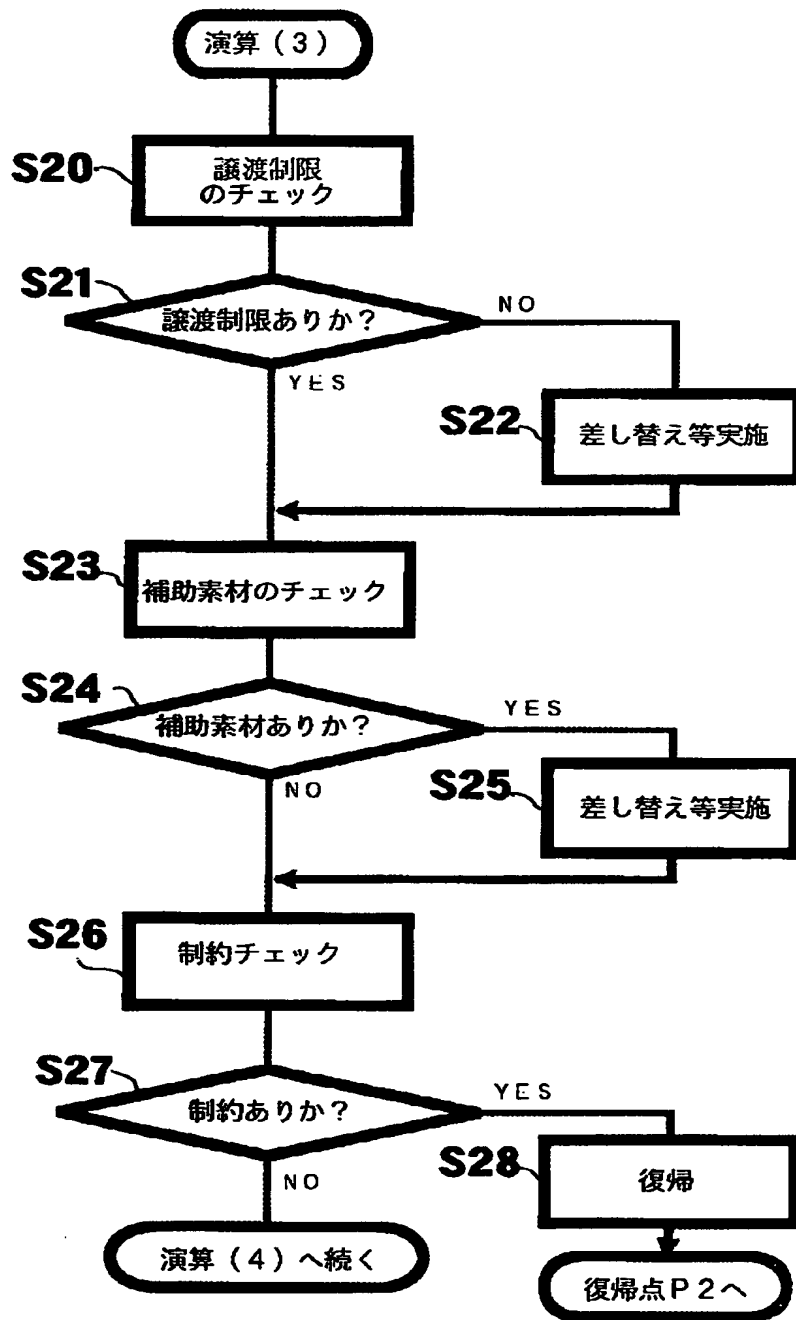 演算（3）
S20
譲渡制限
のチェック
S21
譲渡制限ありか？
NO
YES
S22
差し替え等実施
S23
補助素材のチェック
S24
補助素材ありか？
YES
NO
S25
差し替え等実施
S26
制約チェック
S27
制約ありか？
YES
NO
S28
復帰
演算（4）へ続く
復帰点P2へ